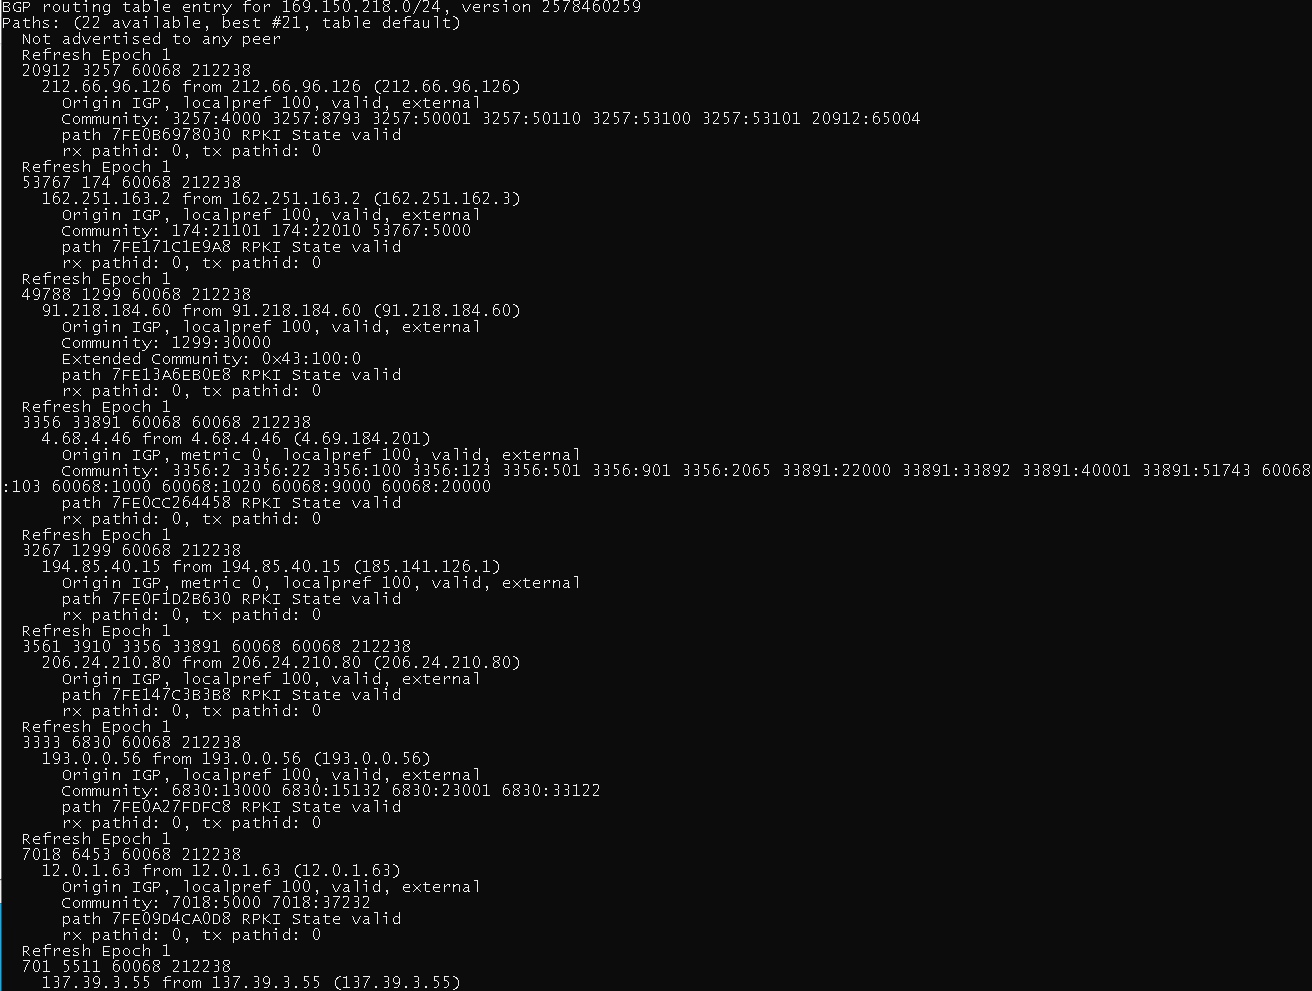 BGP routing table entry for 169.150.218.0/24, version 2578460259
Paths: (22 available, best #21, table default)
Not advertised to any peer
Refresh Epoch 1
20912 3257 60068 212238
212.66.96.126 from 212.66.96.126 (212.66.96.126)
Origin IGP, localpref 100, valid, external
Community: 3257:4000 3257:8793 3257:50001 3257:50110 3257:53100 3257:53101 20912:65004
path 7FE0B6978030 RPKI State valid
rx pathid: 0, tx pathid: 0
Refresh Epoch 1
53767 174 60068 212238
162.251.163.2 from 162.251.163.2 (162.251.162.3)
Origin IGP, localpref 100, valid, external
Community: 174:21101 174:22010 53767:5000
path 7FE171C1E9A8 RPKI State valid
rx pathid: 0, tx pathid: 0
Refresh Epoch 1
49788 1299 60068 212238
91.218.184.60 from 91.218.184.60 (91.218.184.60)
Origin IGP, localpref 100, valid, external
Community: 1299:30000
Extended Community: 0x43:100:0
path 7FE13A6EB0E8 RPKI State valid
rx pathid: 0, tx pathid: 0
Refresh Epoch 1
3356 33891 60068 60068 212238
4.68.4.46 from 4.68.4.46 (4.69.184.201)
Origin IGP, metric 0, localpref 100, valid, external
Community: 3356:2 3356:22 3356:100 3356:123 3356:501 3356:901 3356:2065 33891:22000 33891:33892 33891:40001 33891:51743 60068
:103 60068:1000 60068:1020 60068:9000 60068:20000
path 7FE0CC264458 RPKI State valid
rx pathid: 0, tx pathid: 0
Refresh Epoch 1
3267 1299 60068 212238
194.85.40.15 from 194.85.40.15 (185.141.126.1)
Origin IGP, metric 0, localpref 100, valid, external
path 7FE0F1D2B630 RPKI State valid
rx pathid: 0, tx pathid: 0
Refresh Epoch 1
3561 3910 3356 33891 60068 60068 212238
206.24.210.80 from 206.24.210.80 (206.24.210.80)
Origin IGP, localpref 100, valid, external
path 7FE147C3B3B8 RPKI State valid
rx pathid: 0, tx pathid: 0
Refresh Epoch 1
3333 6830 60068 212238
193.0.0.56 from 193.0.0.56 (193.0.0.56)
Origin IGP, localpref 100, valid, external
Community: 6830:13000 6830:15132 6830:23001 6830:33122
path 7FE0A27FDFC8 RPKI State valid
rx pathid: 0, tx pathid: 0
Refresh Epoch 1
7018 6453 60068 212238
12.0.1.63 from 12.0.1.63 (12.0.1.63)
Origin IGP, localpref 100, valid, external
Community: 7018:5000 7018:37232
path 7FE09D4CA0D8 RPKI State valid
rx pathid: 0, tx pathid: 0
Refresh Epoch 1
701 5511 60068 212238
137.39.3.55 from 137.39.3.55 (137.39.3.55)